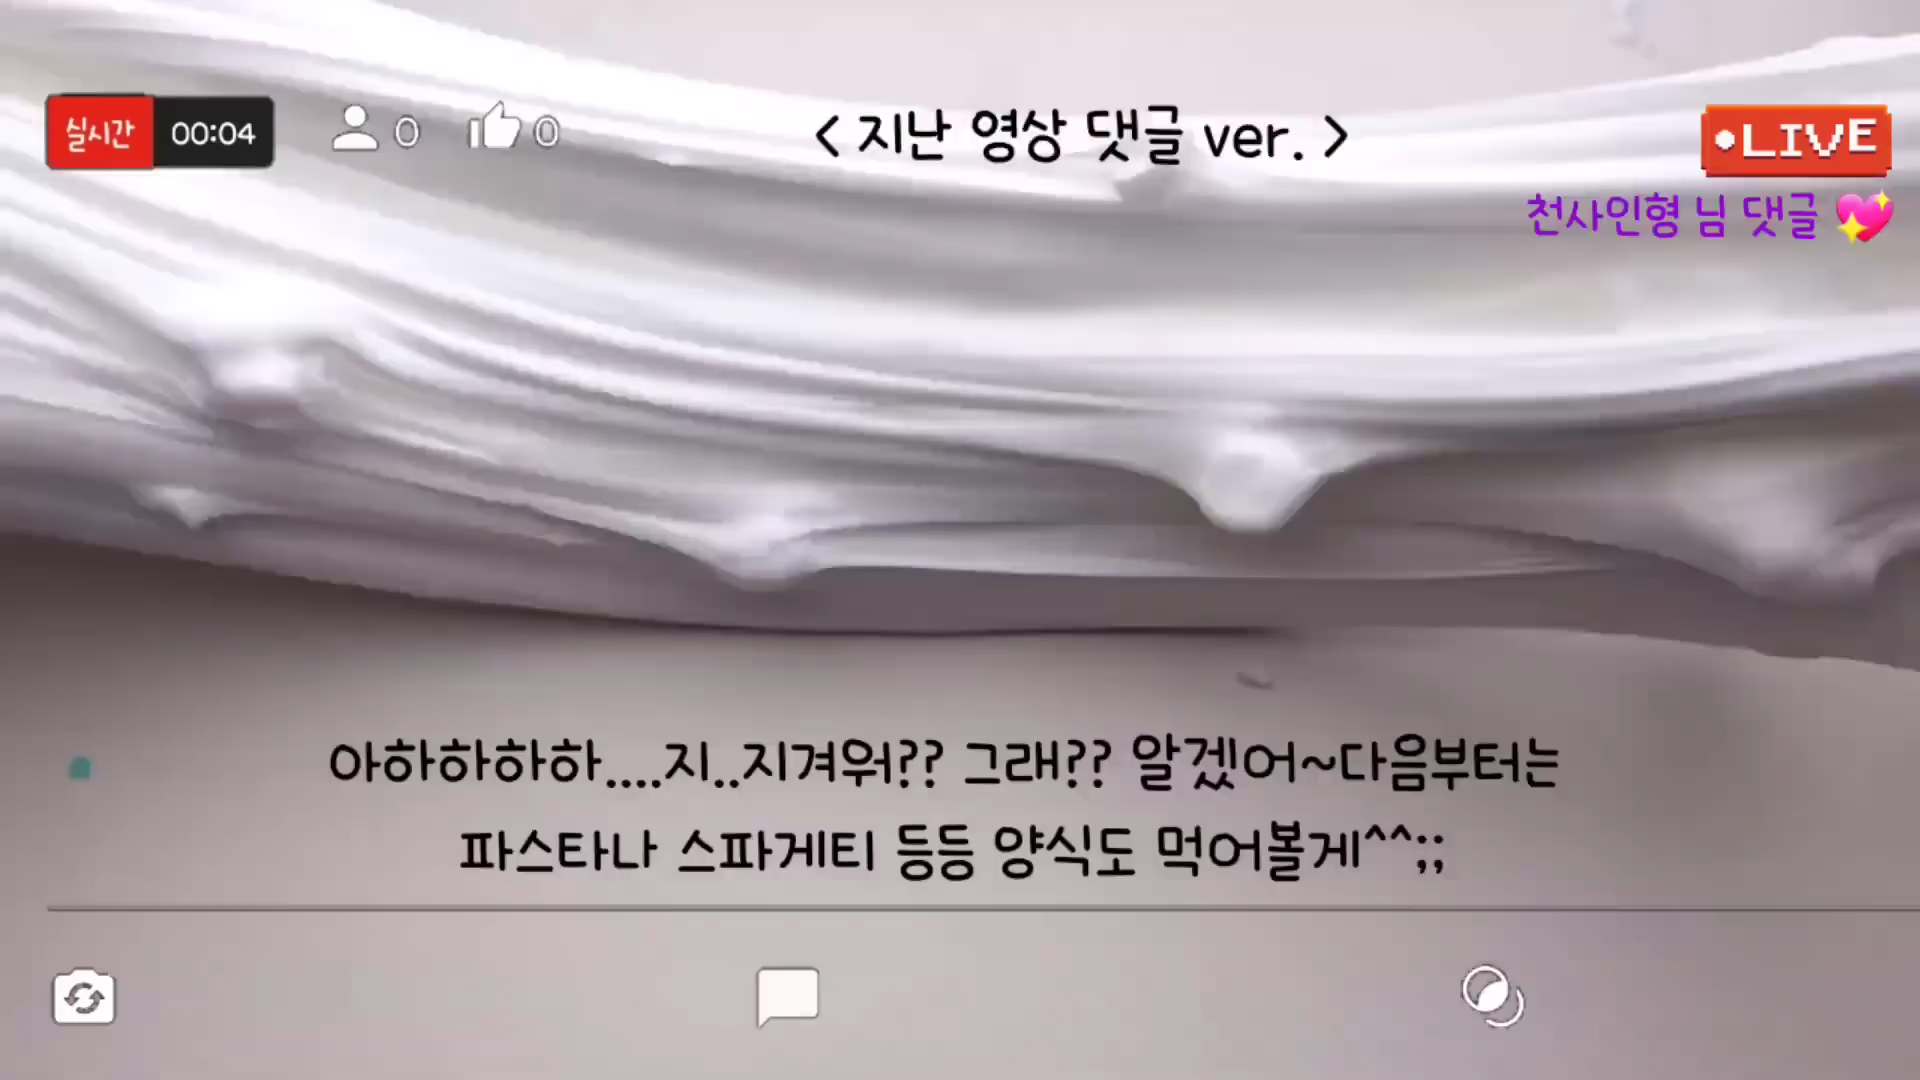 실시간 00:04 0 0 < 지난 영상 댓글 ver. > LIVE
천사인형 님 댓글
아하하하하....지..지겨워?? 그래?? 알겠어~다음부터는
파스타나 스파게티 등등 양식도 먹어볼게^^;;